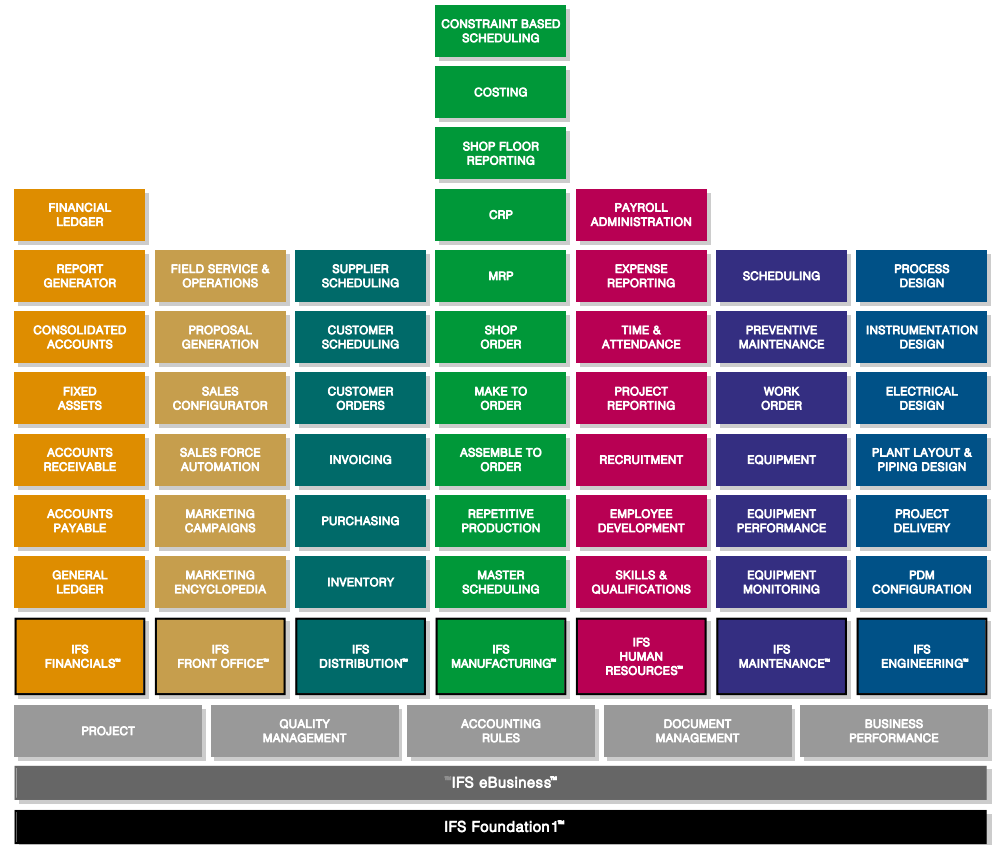 CONSTRAINT BASED
SCHEDULING
COSTING
SHOP FLOOR
REPORTING
FINANCIAL
LEDGER
CRP
PAYROLL
ADMINISTRATION
REPORT
GENERATOR
FIELD SERVICE &
OPERATIONS
SUPPLIER
SCHEDULING
MRP
EXPENSE
REPORTING
SCHEDULING
PROCESS
DESIGN
CONSOLIDATED
ACCOUNTS
PROPOSAL
GENERATION
CUSTOMER
SCHEDULING
SHOP
ORDER
TIME &
ATTENDANCE
PREVENTIVE
MAINTENANCE
INSTRUMENTATION
DESIGN
FIXED
ASSETS
SALES
CONFIGURATOR
CUSTOMER
ORDERS
MAKE TO
ORDER
PROJECT
REPORTING
WORK
ORDER
ELECTRICAL
DESIGN
ACCOUNTS
RECEIVABLE
SALES FORCE
AUTOMATION
INVOICING
ASSEMBLE TO
ORDER
RECRUITMENT
EQUIPMENT
PLANT LAYOUT &
PIPING DESIGN
ACCOUNTS
PAYABLE
MARKETING
CAMPAIGNS
PURCHASING
REPETITIVE
PRODUCTION
EMPLOYEE
DEVELOPMENT
EQUIPMENT
PERFORMANCE
PROJECT
DELIVERY
GENERAL
LEDGER
MARKETING
ENCYCLOPEDIA
INVENTORY
MASTER
SCHEDULING
SKILLS &
QUALIFICATIONS
EQUIPMENT
MONITORING
PDM
CONFIGURATION
IFS
FINANCIALS™
IFS
FRONT OFFICE™
IFS
DISTRIBUTION™
IFS
MANUFACTURING™
IFS
HUMAN
RESOURCES™
IFS
MAINTENANCE™
IFS
ENGINEERING™
PROJECT
QUALITY
MANAGEMENT
ACCOUNTING
RULES
DOCUMENT
MANAGEMENT
BUSINESS
PERFORMANCE
™IFS eBusiness™
IFS Foundation1™